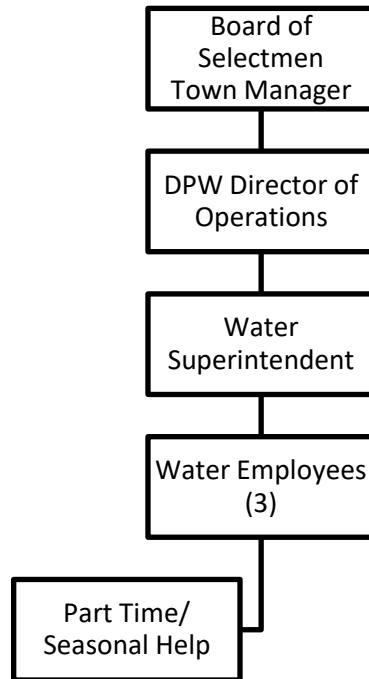 Board of
Selectmen
Town Manager
DPW Director of
Operations
Water
Superintendent
Water Employees
(3)
Part Time/
Seasonal Help